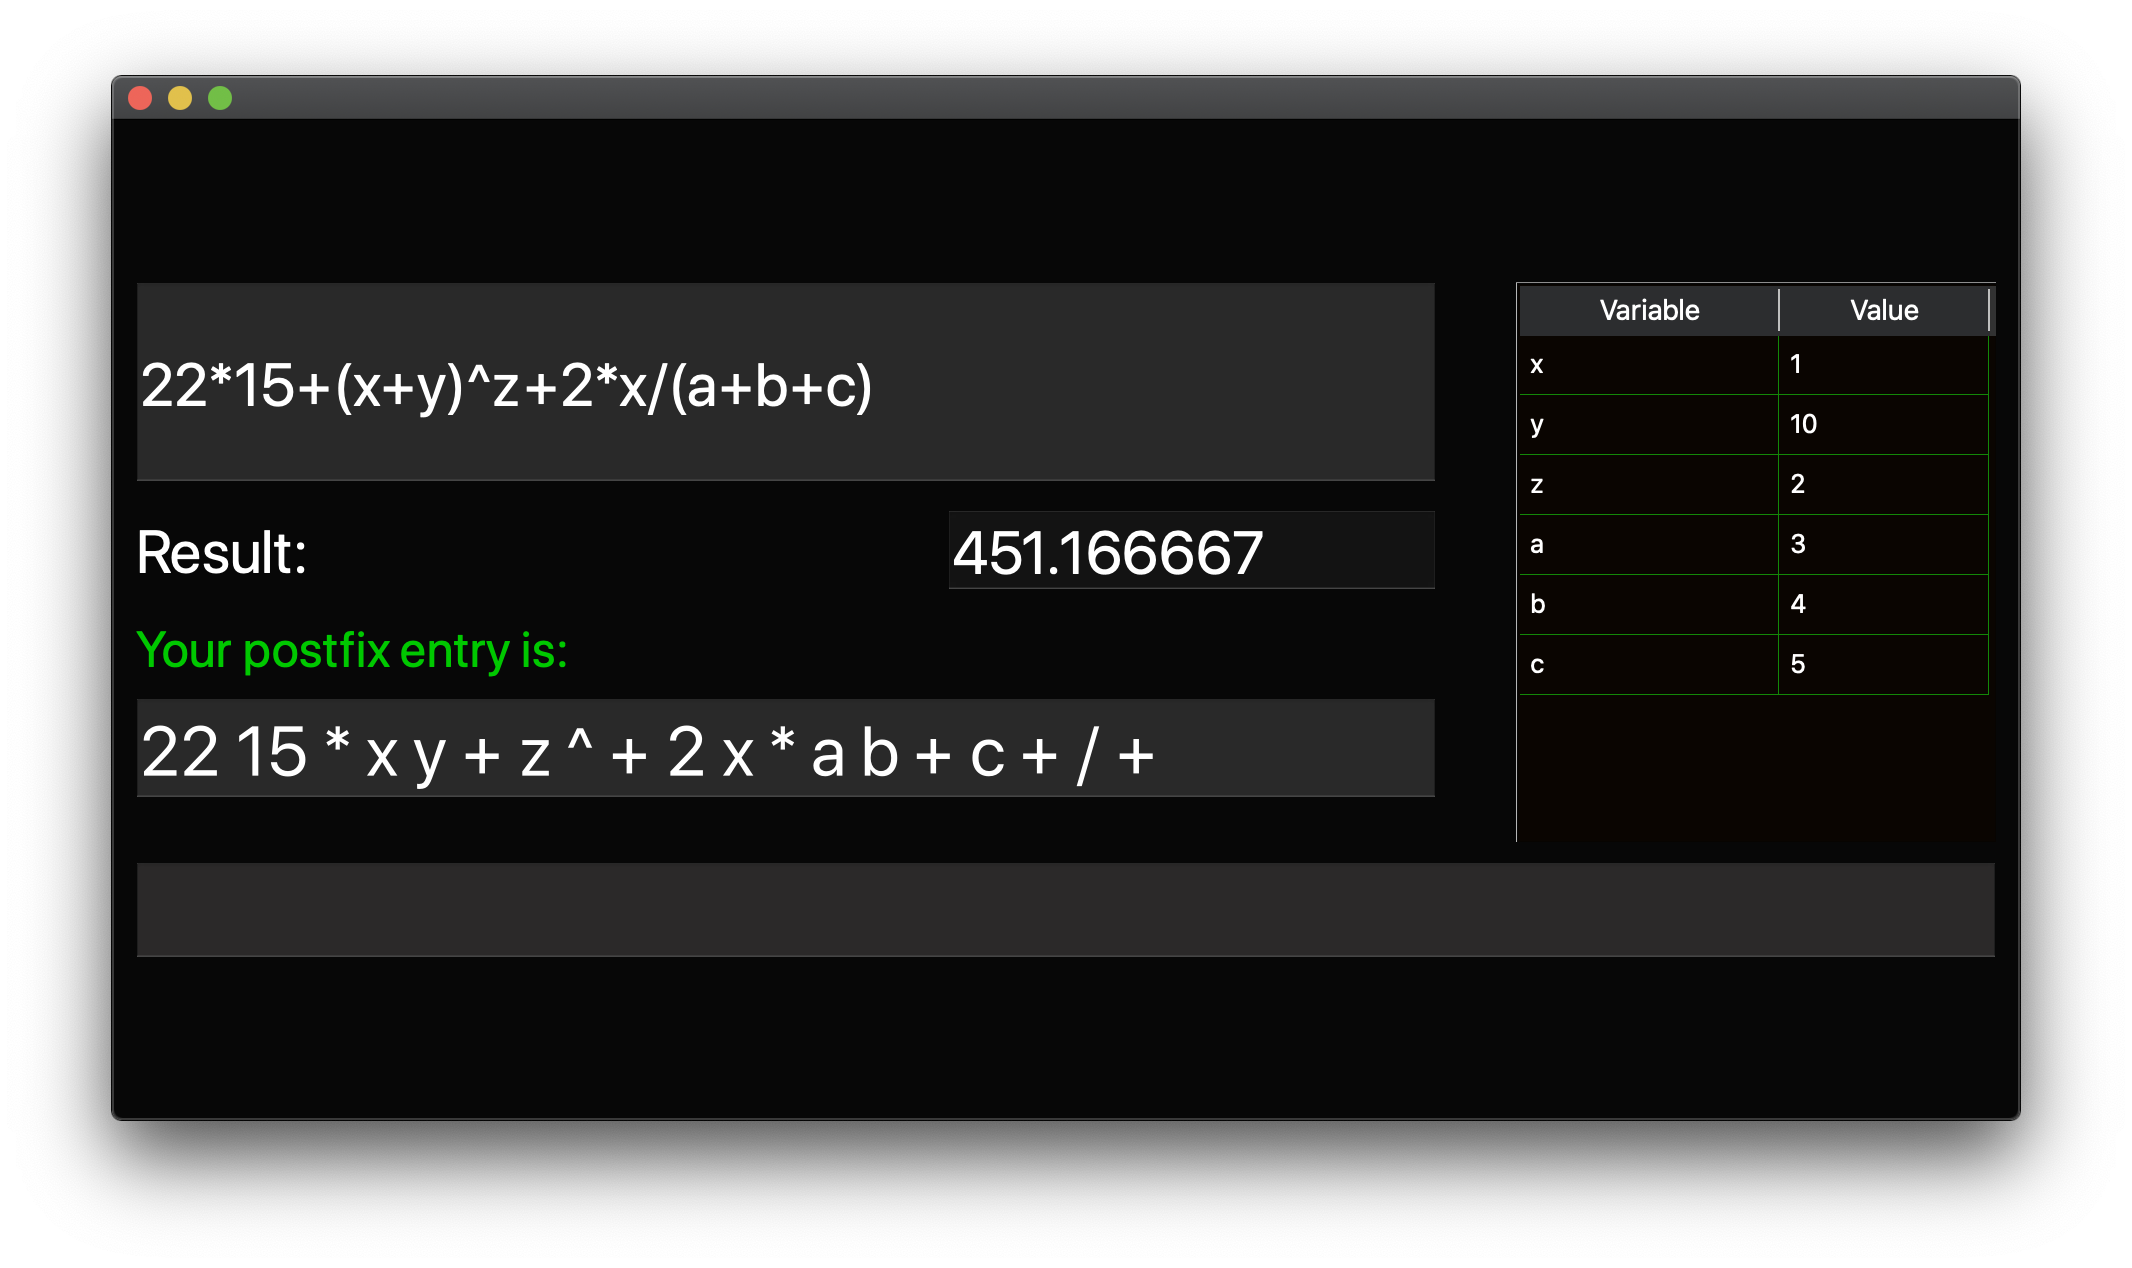 22*15+(x+y)^z+2*x/(a+b+c)
Result: 451.166667
Your postfix entry is:
22 15 * x y + z ^ + 2 x * a b + c + / +
Variable Value
x 1
y 10
z 2
a 3
b 4
c 5